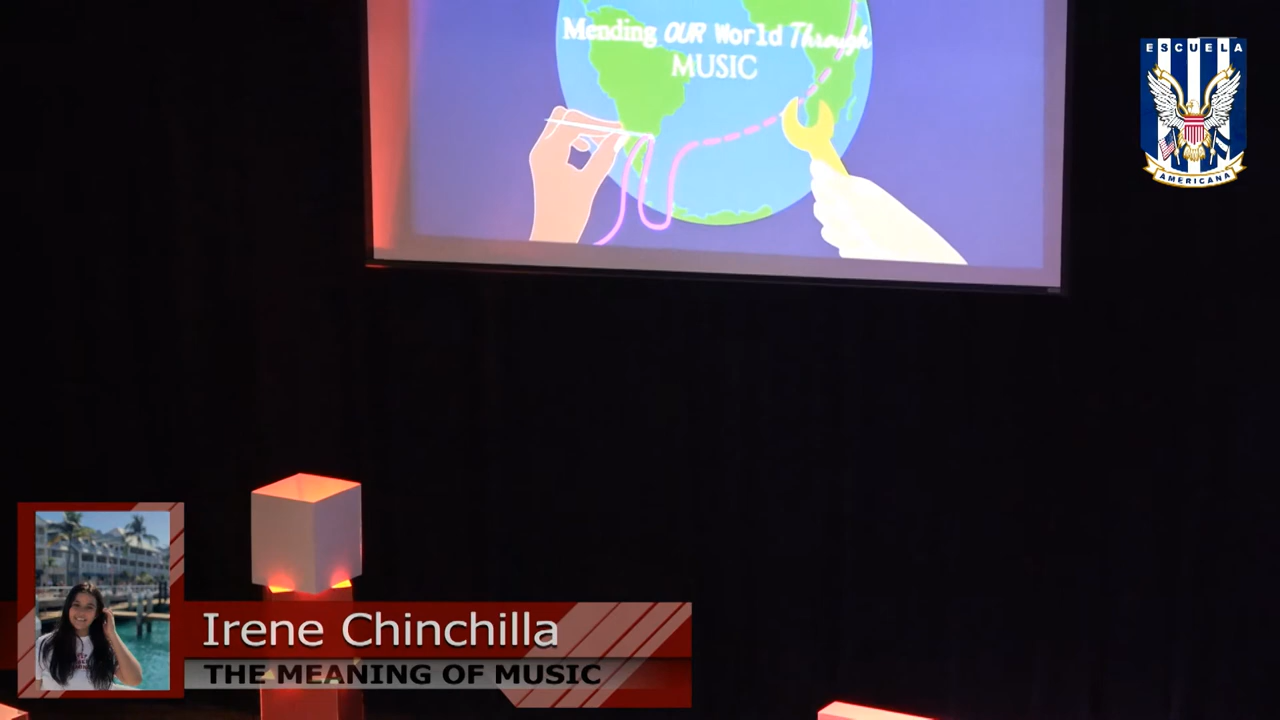 Mending OUR World Through
MUSIC
ESCUELA
AMERICANA
Irene Chinchilla
THE MEANING OF MUSIC